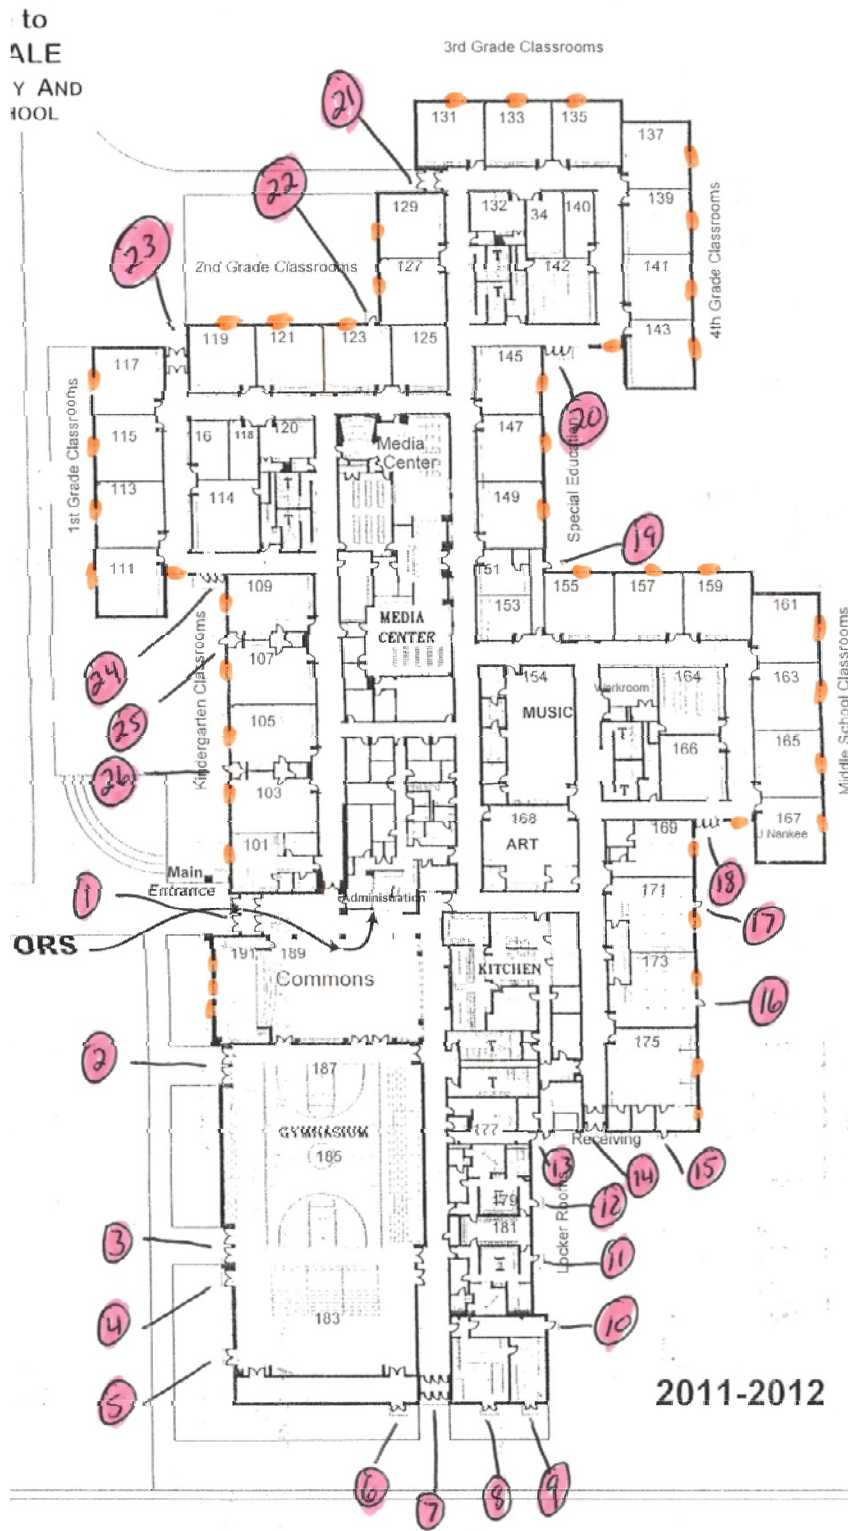 to
ALE
Y AND
HOOL
3rd Grade Classrooms
21
131 133 135
137
22
129 132 34 140
139
4th Grade Classrooms
23
2nd Grade Classrooms
127 142
141
119 121 123 125
143
117
145
20
1st Grade Classrooms
115
16 118 120
Media
Center
147
Special Education
113
114
149
T T
19
111
109
51
153
155 157 159
161
MEDIA
CENTER
24
107
Kindergarten Classrooms
154
MUSIC
Workroom
164
163
Middle School Classrooms
25
105
166
165
T
T
26
103
168
ART
169
167
J Nankee
101
Main
Entrance
1
Administration
18
171
17
ORS
191 189
Commons
KITCHEN
173
16
2
187
T
T
175
GYMNASIUM
185
177
Receiving
13 14 15
179
12
Locker Rooms
3
181
11
T
4
183
10
5
2011-2012
6 7 8 9